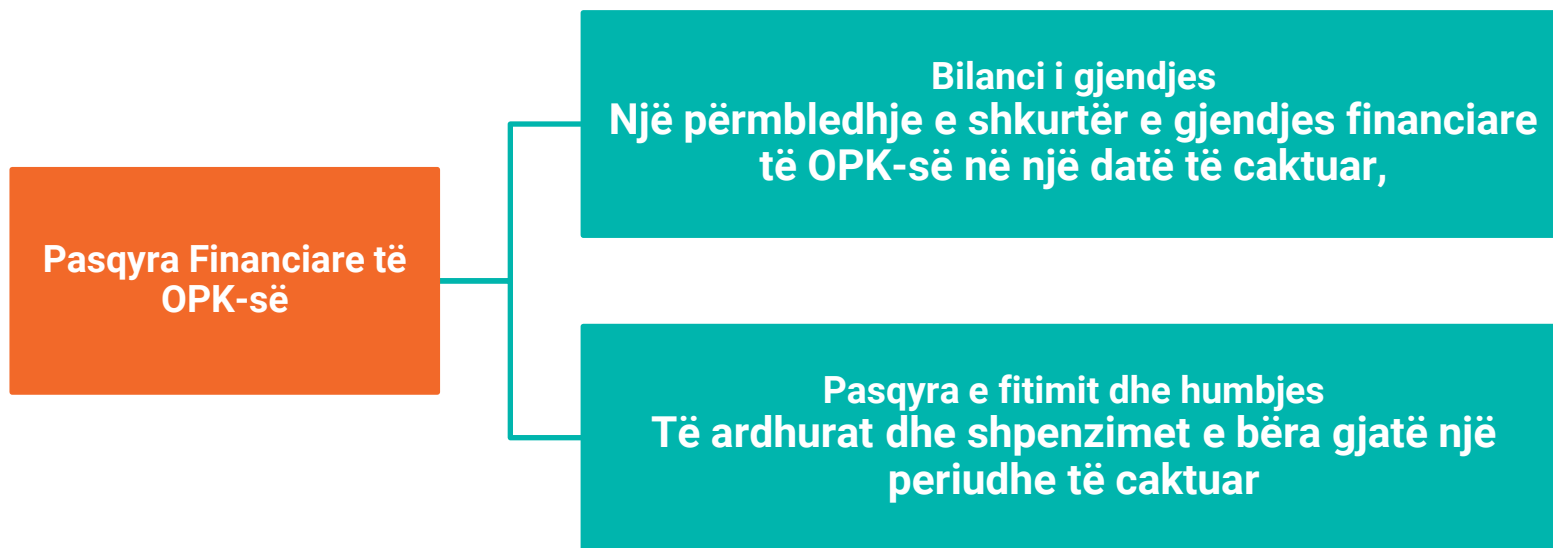 Pasqyra Financiare të
OPK-së
Bilanci i gjendjes
Një përmbledhje e shkurtër e gjendjes financiare
të OPK-së në një datë të caktuar,
Pasqyra e fitimit dhe humbjes
Të ardhurat dhe shpenzimet e bëra gjatë një
periudhe të caktuar